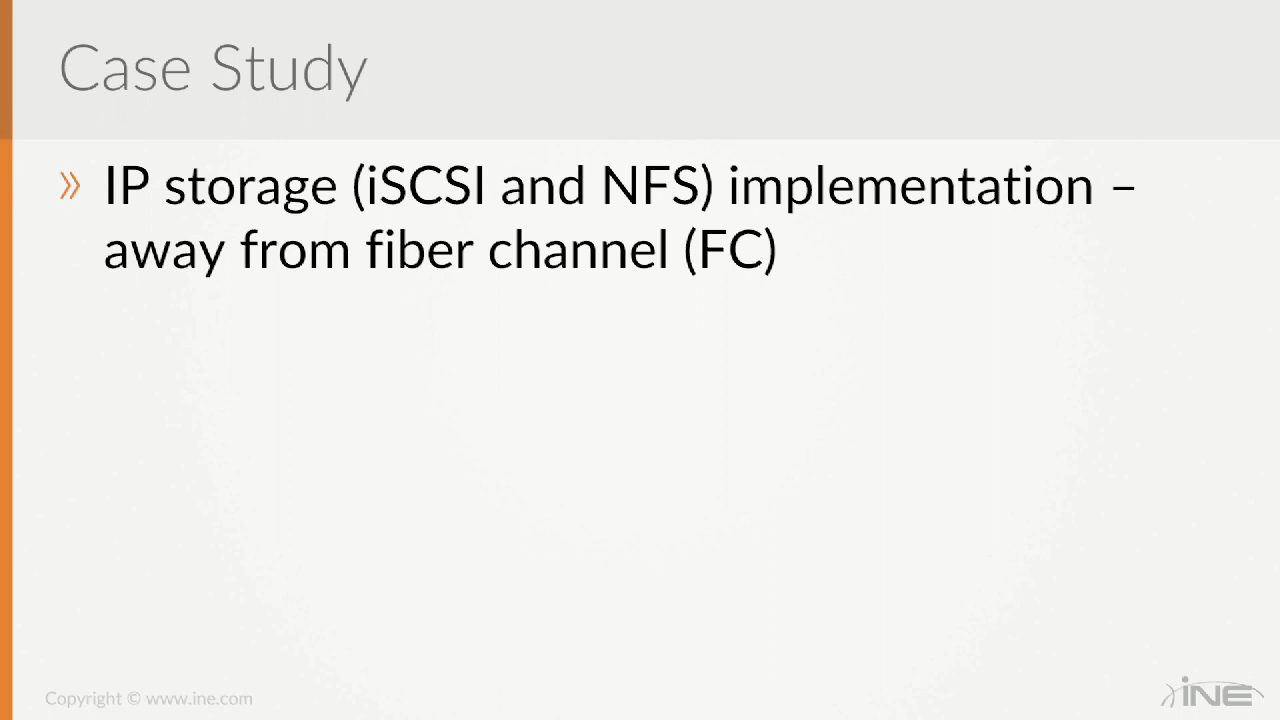 Case Study
» IP storage (iSCSI and NFS) implementation –
away from fiber channel (FC)
Copyright © www.ine.com
iNE